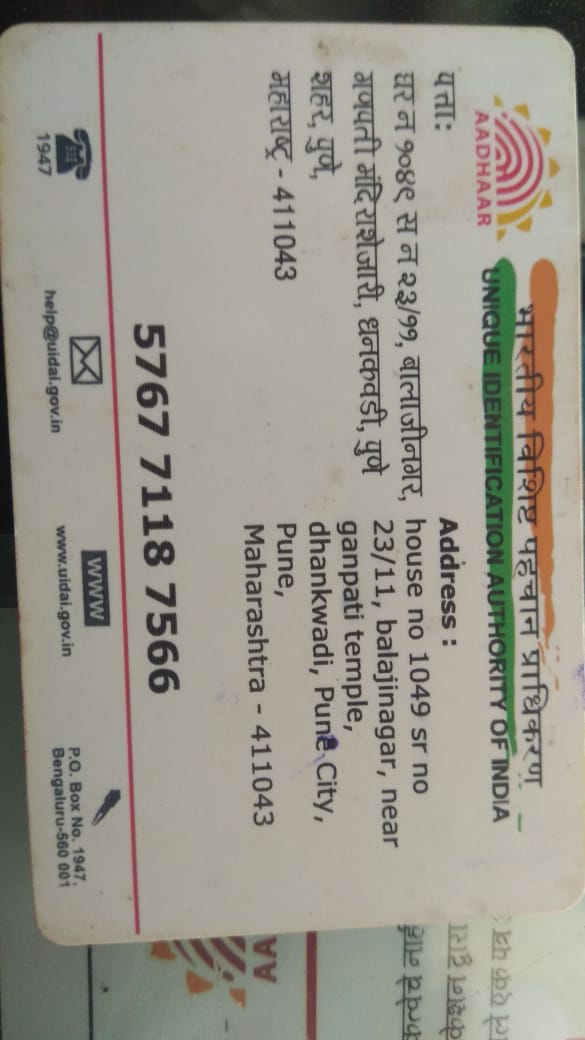 भारतीय विशिष्ट पहचान प्राधिकरण
UNIQUE IDENTIFICATION AUTHORITY OF INDIA
AADHAAR
पत्ता:
घर न १०४९ स न २३/११, बालाजीनगर,
गणपती मंदिराशेजारी, धनकवडी, पुणे
शहर, पुणे,
महाराष्ट्र - 411043
Address :
house no 1049 sr no
23/11, balajinagar, near
ganpati temple,
dhankwadi, Pune City,
Pune,
Maharashtra - 411043
5767 7118 7566
1947
help@uidai.gov.in
www
www.uidai.gov.in
P.O. Box No. 1947,
Bengaluru-560 001
AA